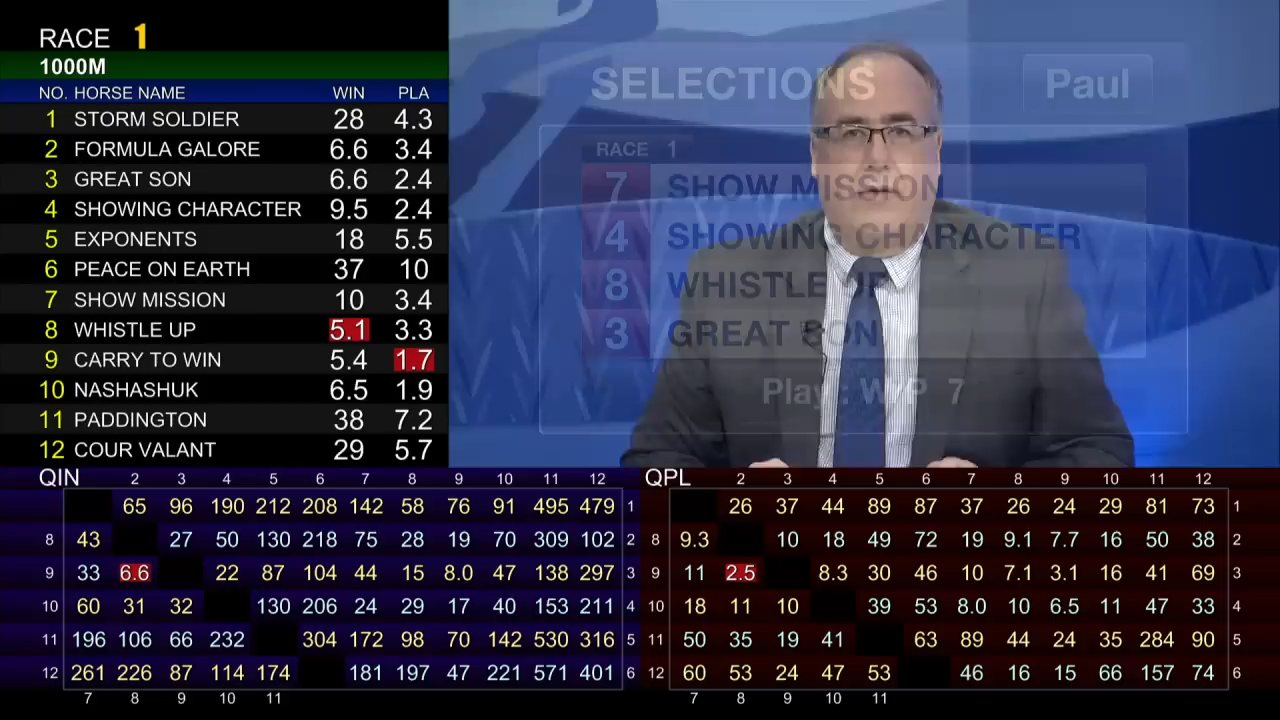 RACE 1
1000M
NO. HORSE NAME WIN PLA
1 STORM SOLDIER 28 4.3
2 FORMULA GALORE 6.6 3.4
3 GREAT SON 6.6 2.4
4 SHOWING CHARACTER 9.5 2.4
5 EXPONENTS 18 5.5
6 PEACE ON EARTH 37 10
7 SHOW MISSION 10 3.4
8 WHISTLE UP 5.1 3.3
9 CARRY TO WIN 5.4 1.7
10 NASHASHUK 6.5 1.9
11 PADDINGTON 38 7.2
12 COUR VALANT 29 5.7
SELECTIONS Paul
RACE 1
7 SHOW MISSION
4 SHOWING CHARACTER
8 WHISTLE UP
3 GREAT SON
Play : W/P 7
QIN 2 3 4 5 6 7 8 9 10 11 12
65 96 190 212 208 142 58 76 91 495 479 1
8 43 27 50 130 218 75 28 19 70 309 102 2
9 33 6.6 22 87 104 44 15 8.0 47 138 297 3
10 60 31 32 130 206 24 29 17 40 153 211 4
11 196 106 66 232 304 172 98 70 142 530 316 5
12 261 226 87 114 174 181 197 47 221 571 401 6
7 8 9 10 11
QPL 2 3 4 5 6 7 8 9 10 11 12
26 37 44 89 87 37 26 24 29 81 73 1
8 9.3 10 18 49 72 19 9.1 7.7 16 50 38 2
9 11 2.5 8.3 30 46 10 7.1 3.1 16 41 69 3
10 18 11 10 39 53 8.0 10 6.5 11 47 33 4
11 50 35 19 41 63 89 44 24 35 284 90 5
12 60 53 24 47 53 46 16 15 66 157 74 6
7 8 9 10 11